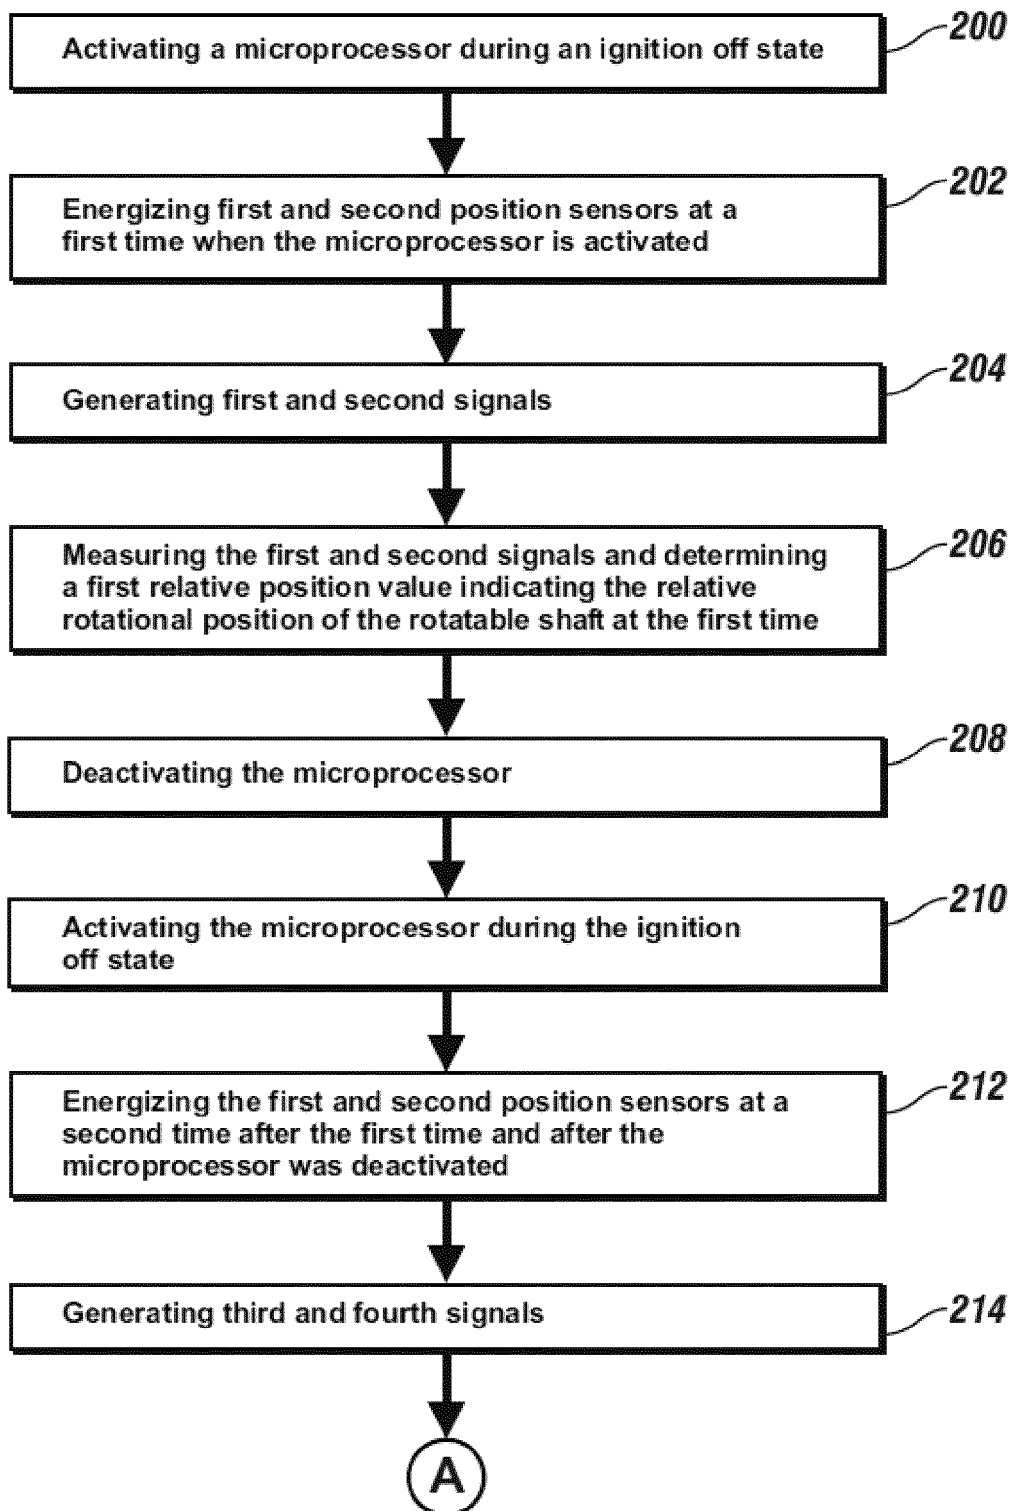 Activating a microprocessor during an ignition off state
200
Energizing first and second position sensors at a
first time when the microprocessor is activated
202
Generating first and second signals
204
Measuring the first and second signals and determining
a first relative position value indicating the relative
rotational position of the rotatable shaft at the first time
206
Deactivating the microprocessor
208
Activating the microprocessor during the ignition
off state
210
Energizing the first and second position sensors at a
second time after the first time and after the
microprocessor was deactivated
212
Generating third and fourth signals
214
A